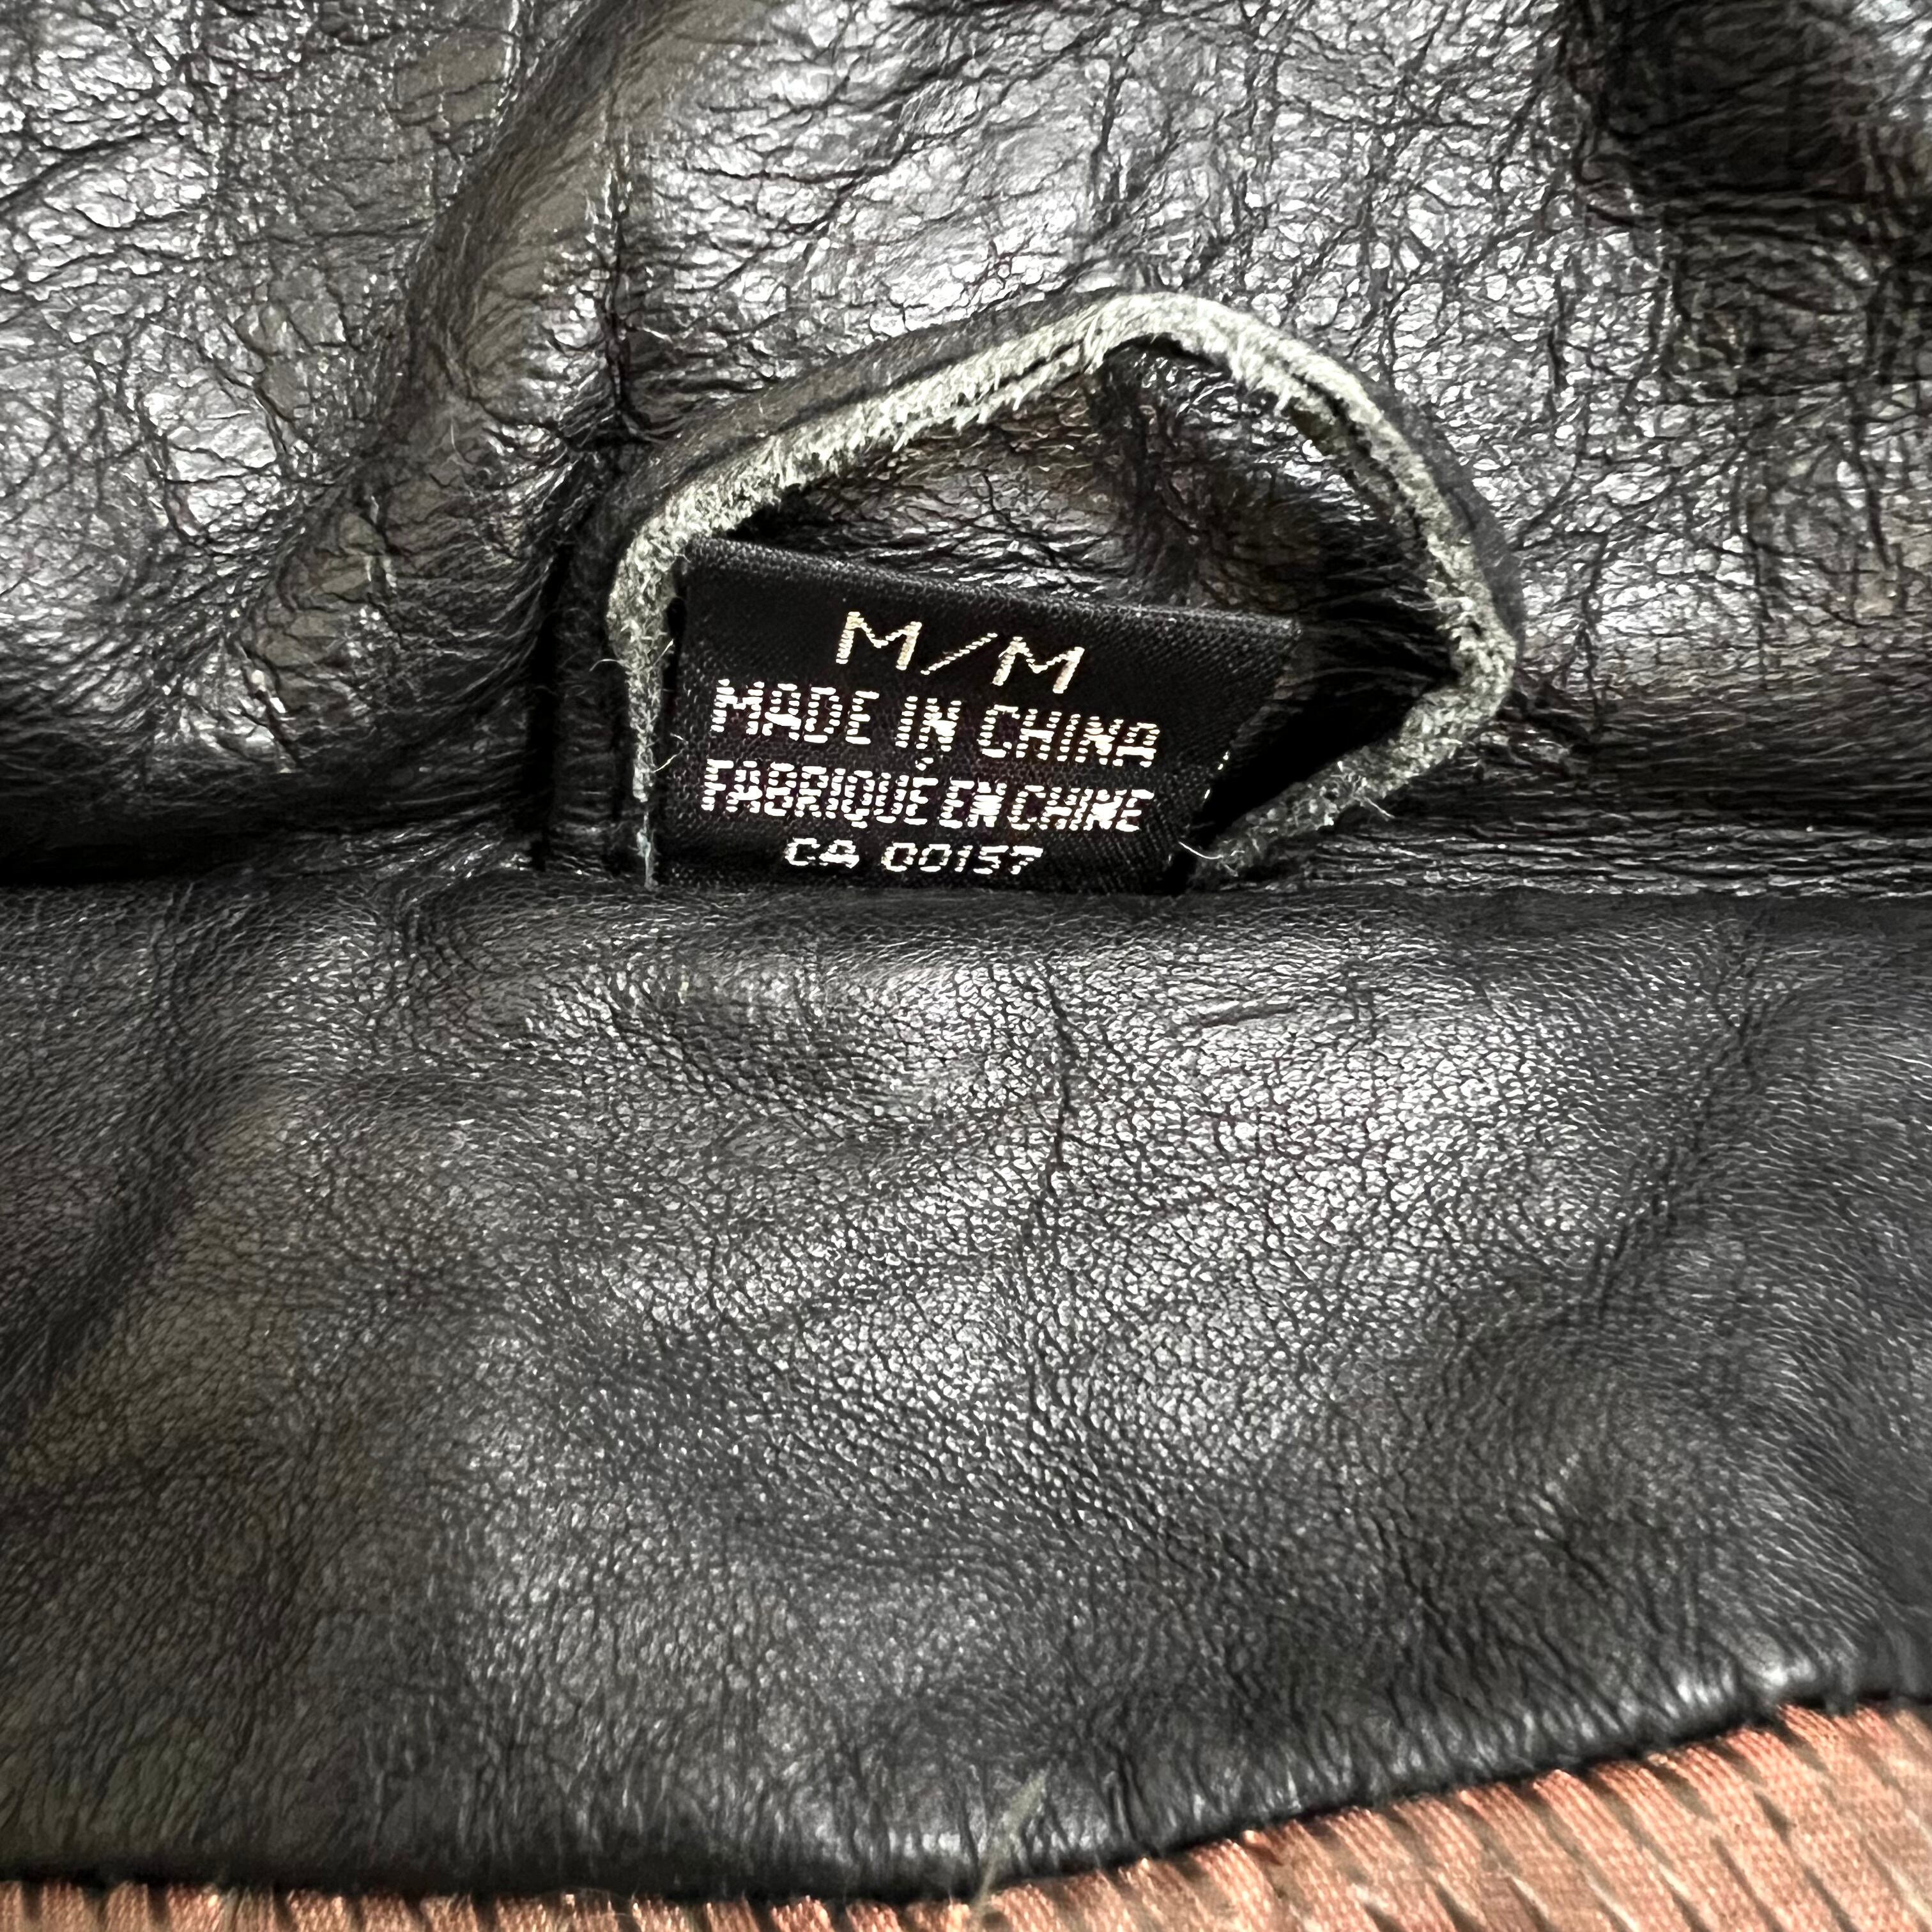 M/M
MADE IN CHINA
FABRIQUÉ EN CHINE
CA 00157